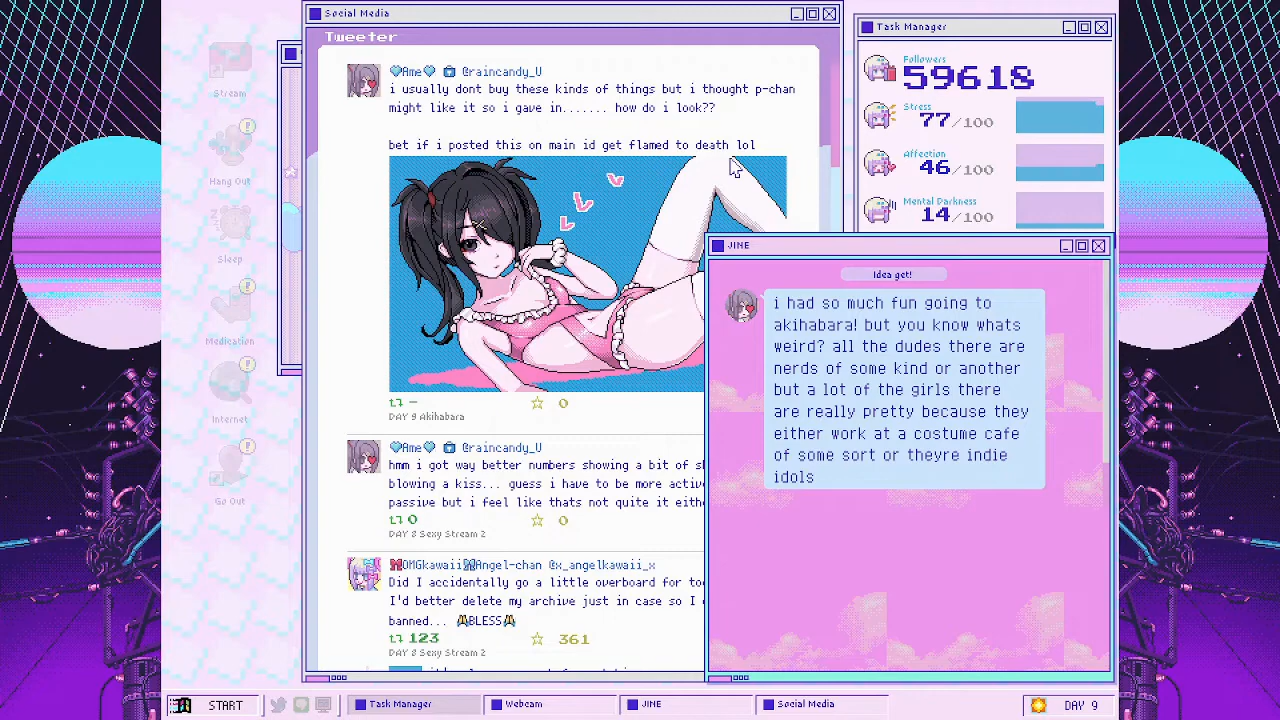 Social Media
Tweeter
Ame @raincandy_U
i usually dont buy these kinds of things but i thought p-chan
might like it so i gave in....... how do i look??
bet if i posted this on main id get flamed to death lol
0
DAY 9 Akihabara
Ame @raincandy_U
hmm i got way better numbers showing a bit of
blowing a kiss... guess i have to be more
passive but i feel like thats not quite it
0
0
DAY 8 Sexy Stream 2
OMGkawaii Angel-chan @x_angelkawaii_x
Did I accidentally go a little overboard for
I'd better delete my archive just in case so I
banned... BLESS
123
361
DAY 8 Sexy Stream 2
Stream
Hang Out
Sleep
Medication
Internet
Go Out
Task Manager
Followers
59618
Stress
77/100
Affection
46/100
Mental Darkness
14/100
JINE
Idea get!
i had so much fun going to
akihabara! but you know whats
weird? all the dudes there are
nerds of some kind or another
but a lot of the girls there
are really pretty because they
either work at a costume cafe
of some sort or theyre indie
idols
START
Task Manager
Webcam
JINE
Social Media
DAY 9